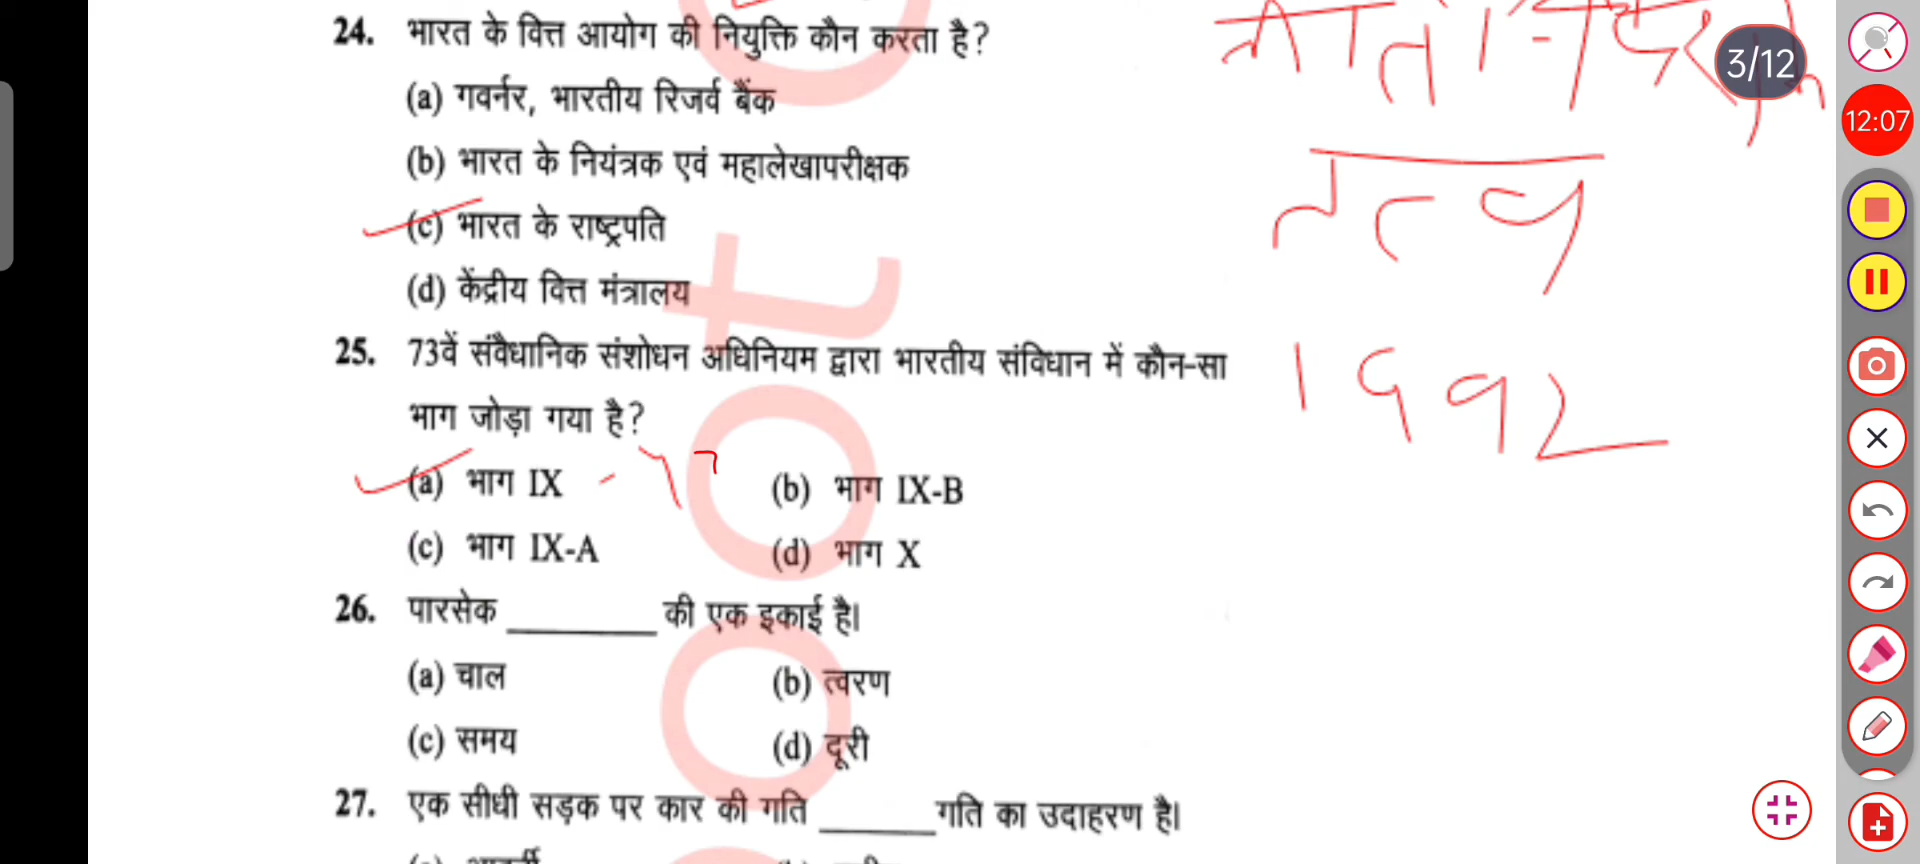 24. भारत के वित्त आयोग की नियुक्ति कौन करता है?
(a) गवर्नर, भारतीय रिजर्व बैंक
(b) भारत के नियंत्रक एवं महालेखापरीक्षक
(c) भारत के राष्ट्रपति
(d) केंद्रीय वित्त मंत्रालय
25. 73वें संवैधानिक संशोधन अधिनियम द्वारा भारतीय संविधान में कौन-सा
भाग जोड़ा गया है?
(a) भाग IX (b) भाग IX-B
(c) भाग IX-A (d) भाग X
26. पारसेक ________ की एक इकाई है।
(a) चाल (b) त्वरण
(c) समय (d) दूरी
27. एक सीधी सड़क पर कार की गति ______ गति का उदाहरण है।
तत्व
1992
3/12
12:07